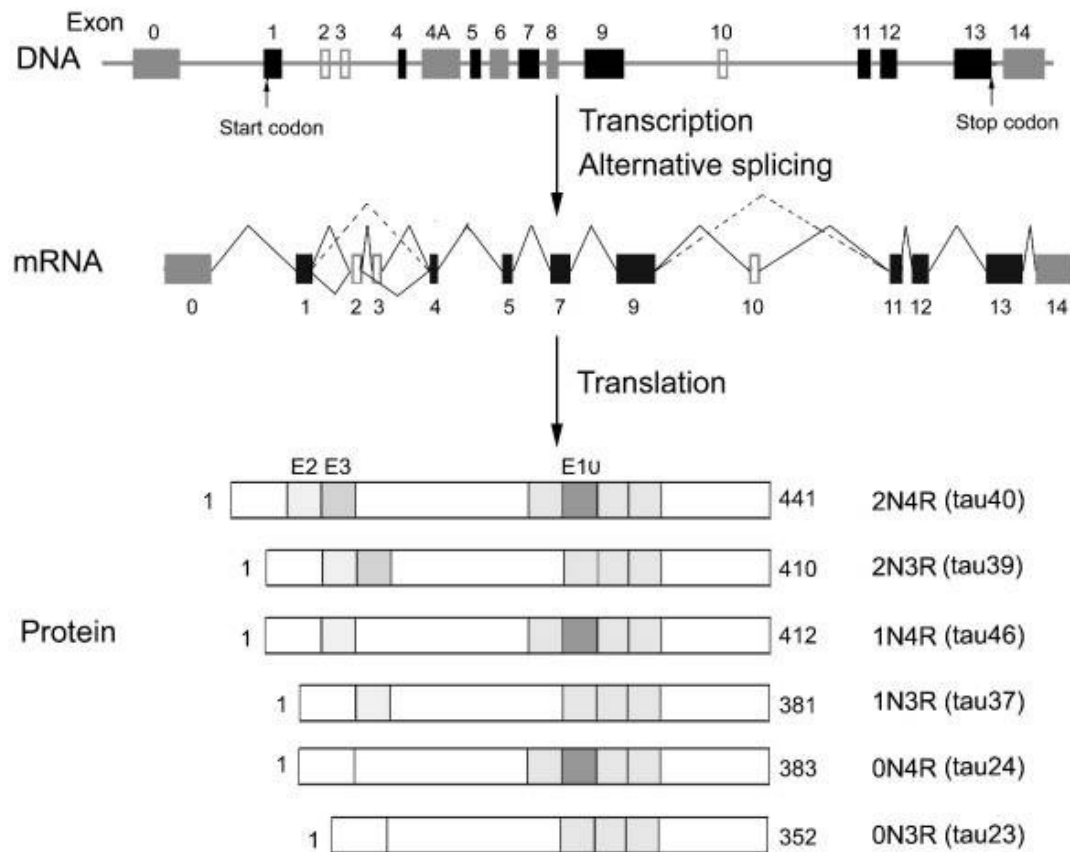 Exon 0 1 2 3 4 4A 5 6 7 8 9 10 11 12 13 14
DNA
Start codon
Stop codon
Transcription
Alternative splicing
mRNA
0 1 2 3 4 5 7 9 10 11 12 13 14
Translation
E2 E3 E10
1 441 2N4R (tau40)
1 410 2N3R (tau39)
Protein
1 412 1N4R (tau46)
1 381 1N3R (tau37)
1 383 0N4R (tau24)
1 352 0N3R (tau23)